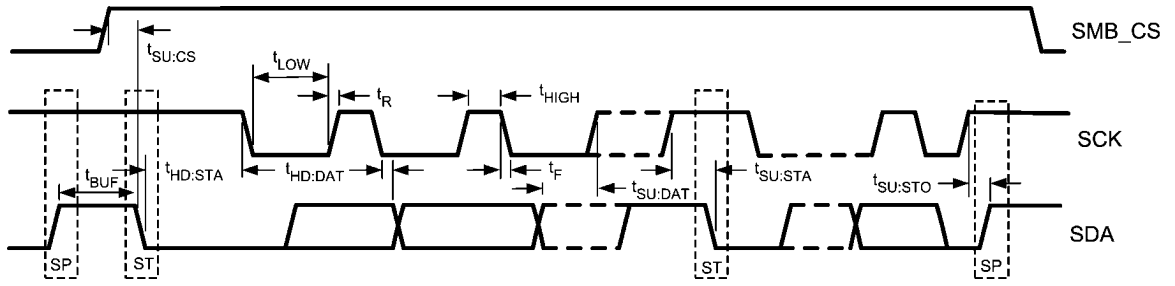 SMB_CS
tSU:CS
tLOW
tR
tHIGH
SCK
tBUF
tHD:STA
tHD:DAT
tF
tSU:DAT
tSU:STA
tSU:STO
SDA
SP
ST
ST
SP